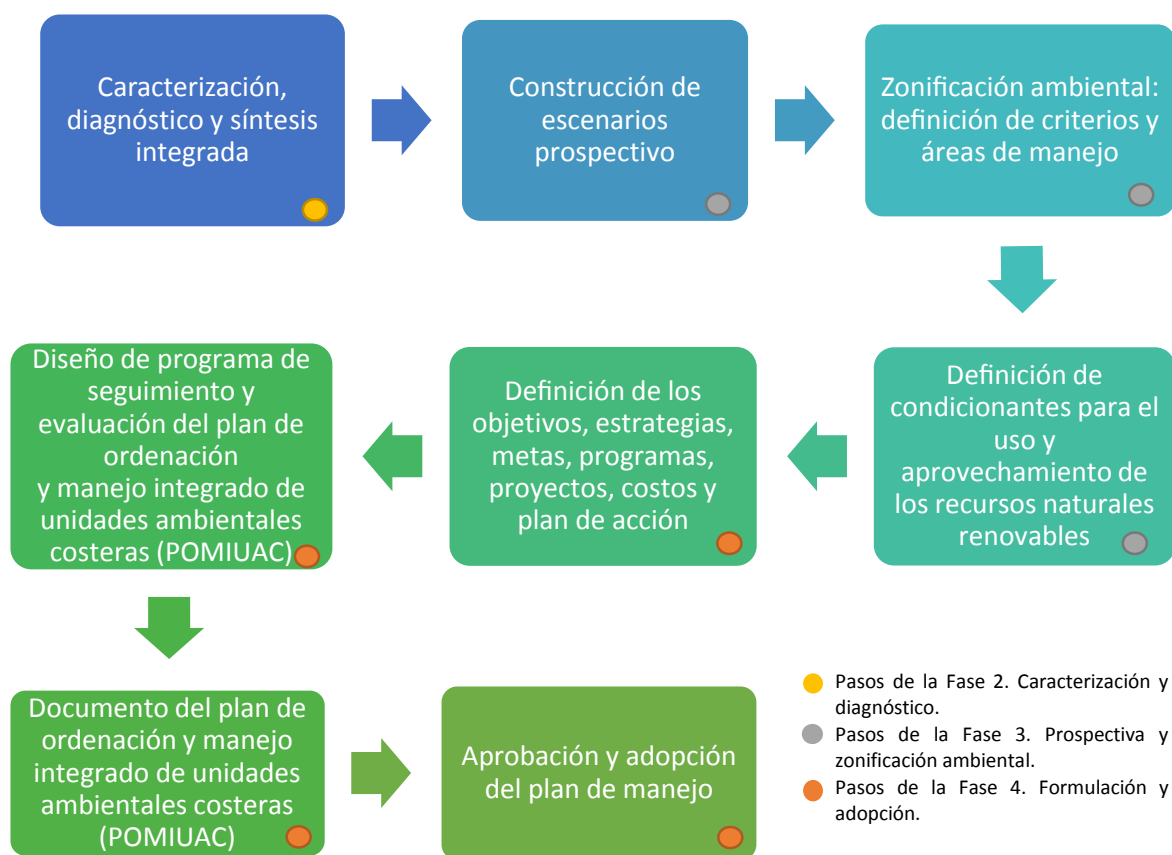 Caracterización,
diagnóstico y síntesis
integrada
Construcción de
escenarios
prospectivo
Zonificación ambiental:
definición de criterios y
áreas de manejo
Definición de
condicionantes para el
uso y
aprovechamiento de
los recursos naturales
renovables
Definición de los
objetivos, estrategias,
metas, programas,
proyectos, costos y
plan de acción
Diseño de programa de
seguimiento y
evaluación del plan de
ordenación
y manejo integrado de
unidades ambientales
costeras (POMIUAC)
Documento del plan de
ordenación y manejo
integrado de unidades
ambientales costeras
(POMIUAC)
Aprobación y adopción
del plan de manejo
Pasos de la Fase 2. Caracterización y
diagnóstico.
Pasos de la Fase 3. Prospectiva y
zonificación ambiental.
Pasos de la Fase 4. Formulación y
adopción.